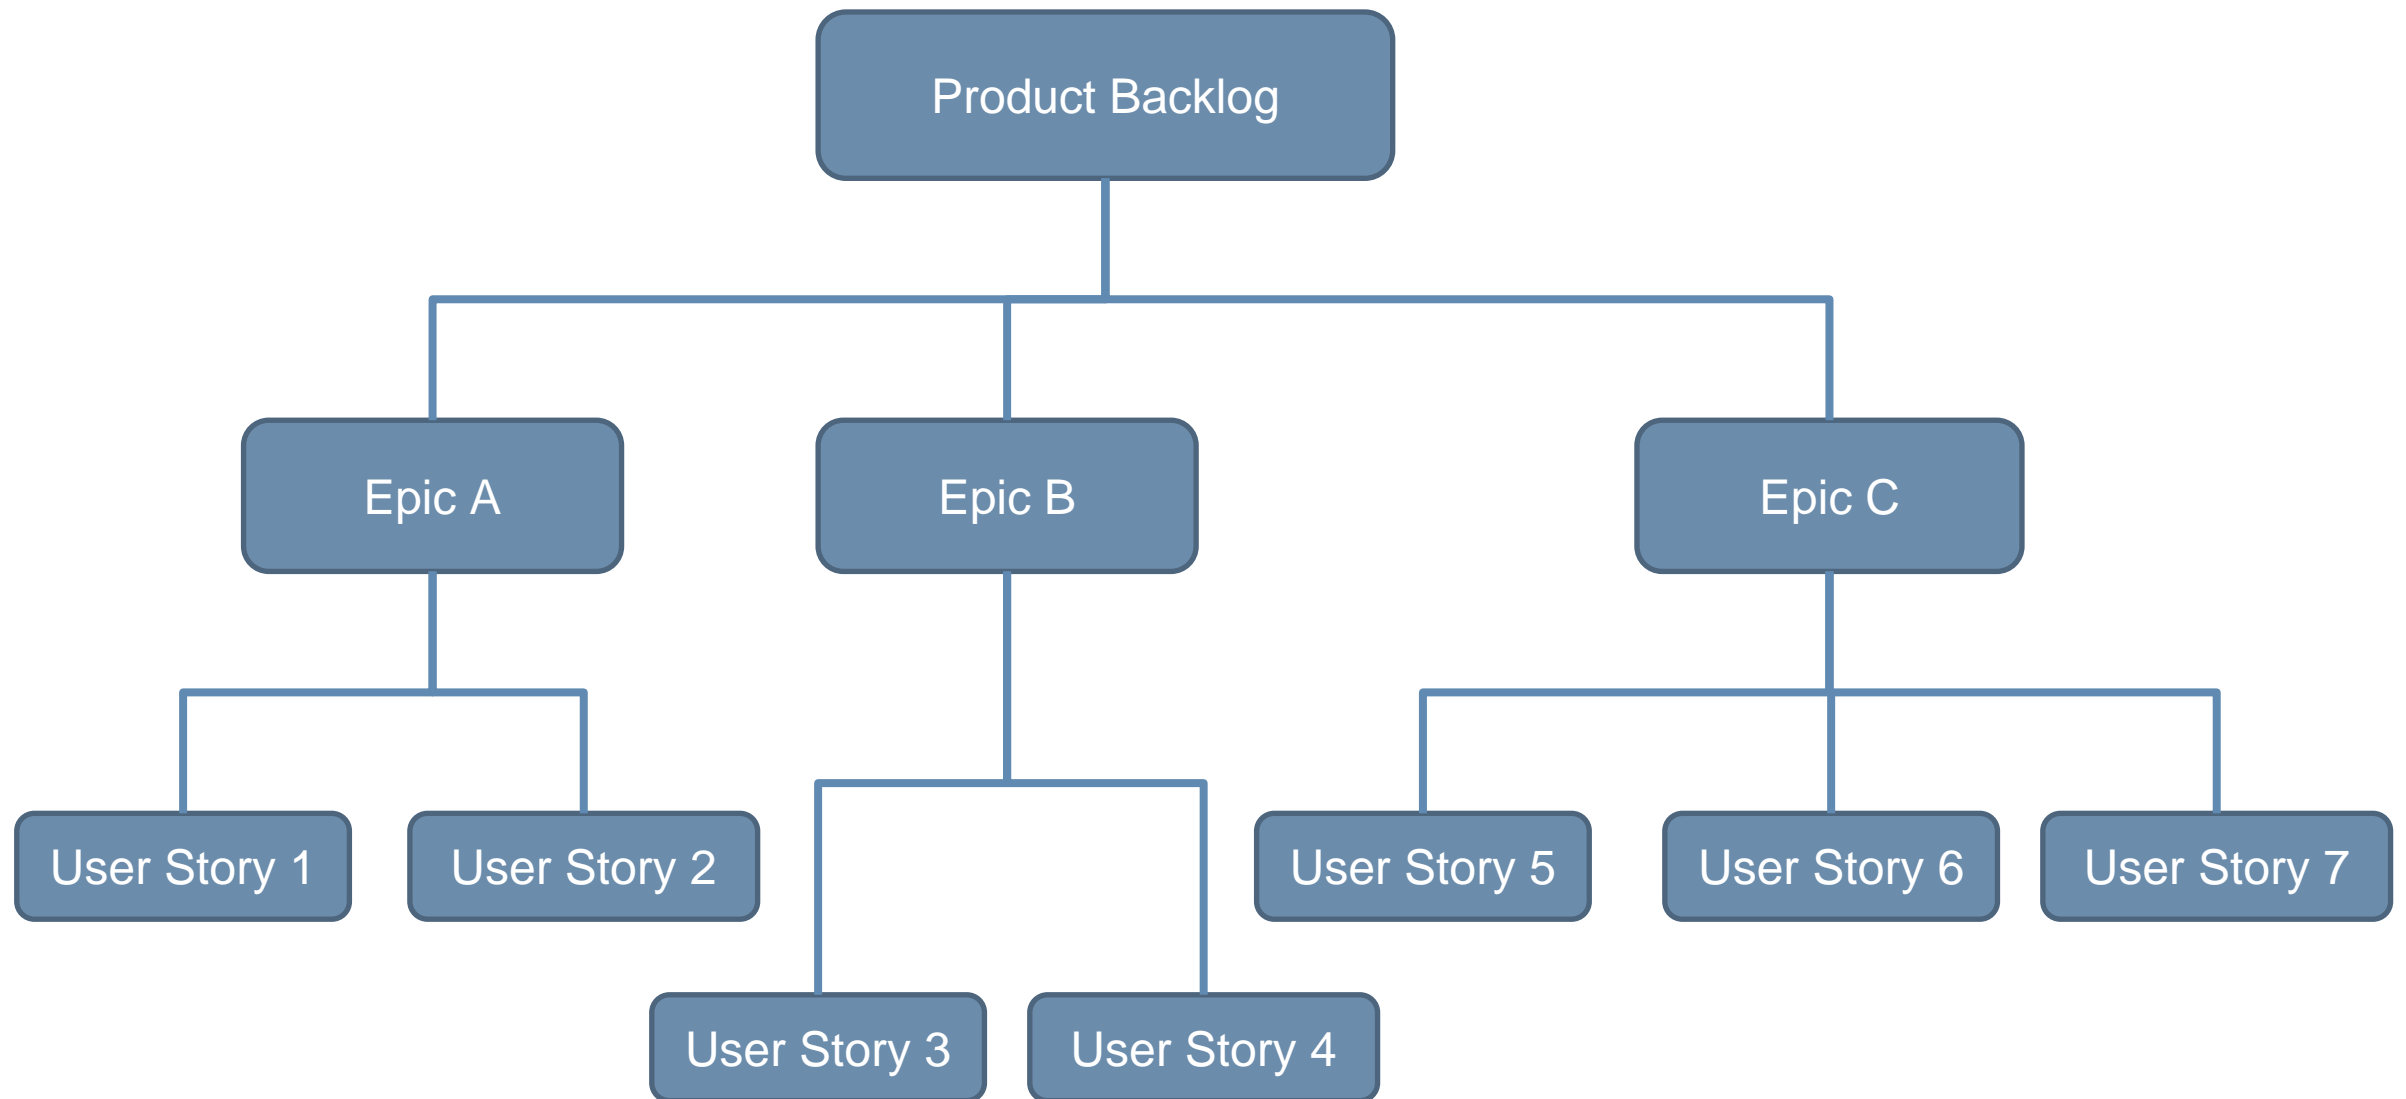 Product Backlog
Epic A
Epic B
Epic C
User Story 1
User Story 2
User Story 5
User Story 6
User Story 7
User Story 3
User Story 4